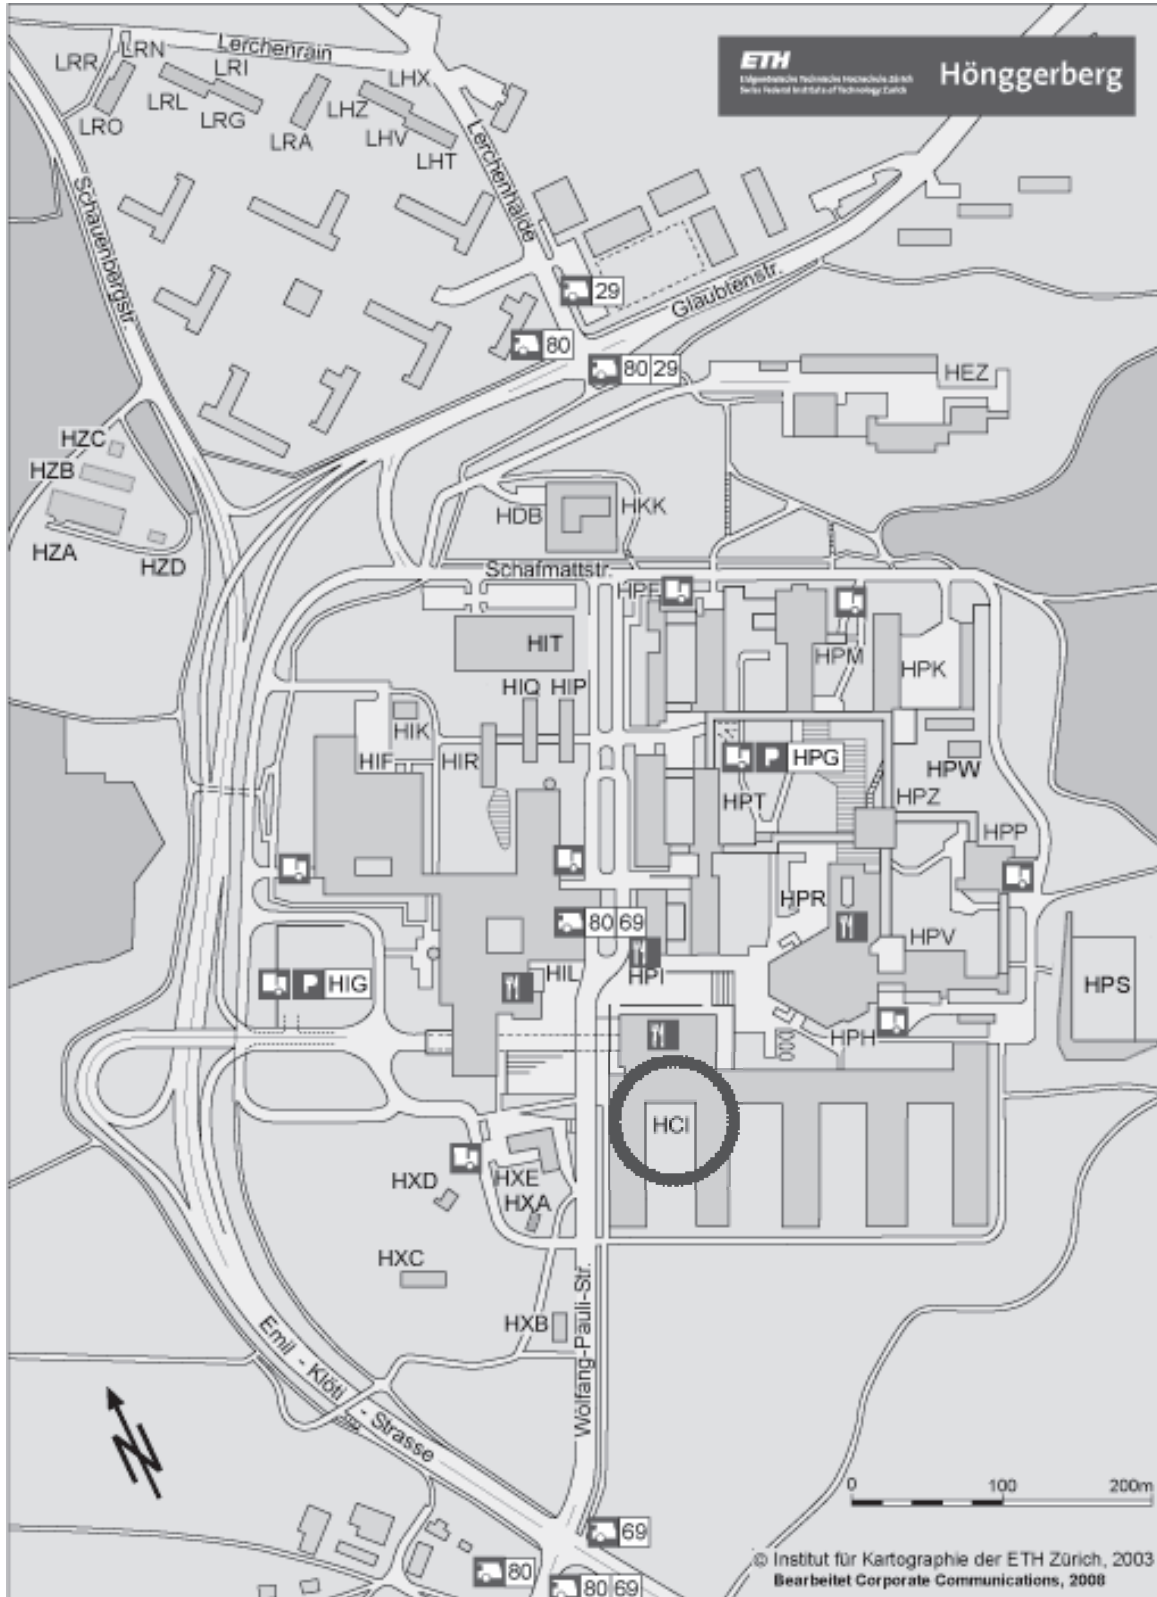 Lerchenrain
LRN
LRR
LRI
LHX
LRL
LRG
LHZ
LRO
LRA
LHV
LHT
ETH
Eidgenössische Technische Hochschule Zürich
Swiss Federal Institute of Technology Zurich
Hönggerberg
Lerchenhalde
Schauenbergstr.
29
Glaubtenstr.
80
80 29
HEZ
HZC
HZB
HZA
HZD
HDB
HKK
Schafmattstr.
HPF
HIT
HPM
HPK
HIQ HIP
HIK
HIF
HIR
P HPG
HPW
HPT
HPZ
HPP
HPR
80 69
HPV
HIL
HPI
P HIG
HPS
HPH
HCI
HXD
HXE
HXA
HXC
HXB
Wolfang-Pauli-Str.
Emil - Klöti - Strasse
0 100 200m
69
80
80 69
© Institut für Kartographie der ETH Zürich, 2003
Bearbeitet Corporate Communications, 2008